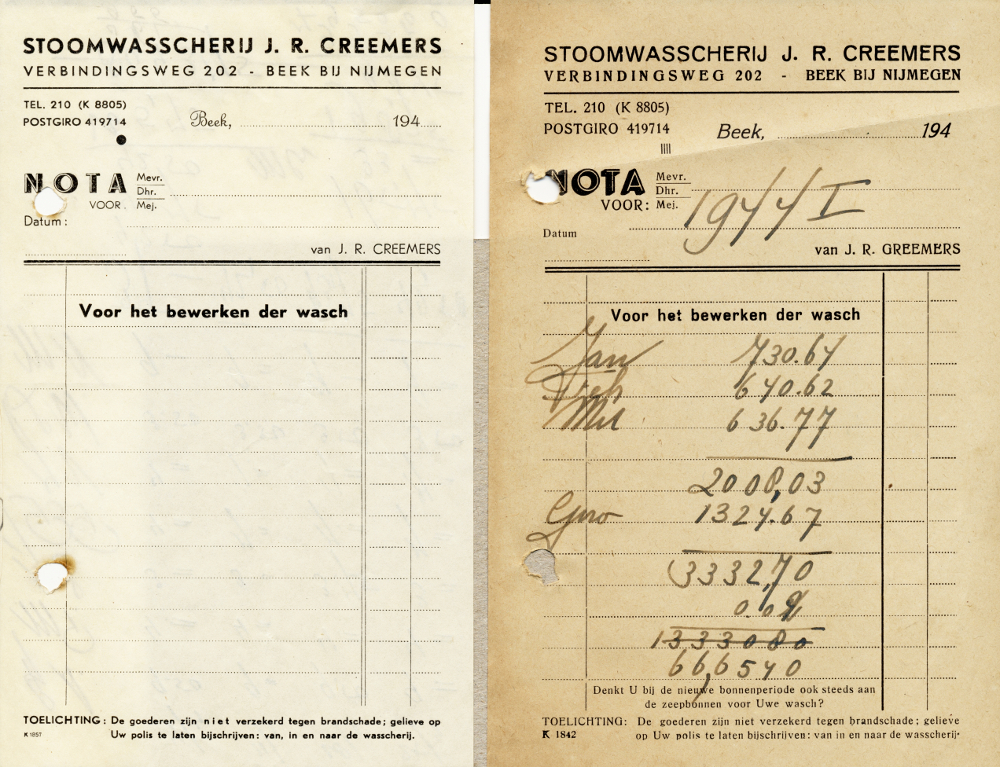 STOOMWASSCHERIJ J. R. CREEMERS
VERBINDINGSWEG 202 - BEEK BIJ NIJMEGEN
TEL. 210 (K 8805)
POSTGIRO 419714
Beek, 194
NOTA VOOR: Mevr. Dhr. Mej.
Datum:
van J. R. CREEMERS
Voor het bewerken der wasch
TOELICHTING: De goederen zijn niet verzekerd tegen brandschade; gelieve op
K 1857 Uw polis te laten bijschrijven: van, in en naar de wasserij.
STOOMWASSCHERIJ J. R. CREEMERS
VERBINDINGSWEG 202 - BEEK BIJ NIJMEGEN
TEL. 210 (K 8805)
POSTGIRO 419714
Beek, 194
NOTA VOOR: Mevr. Dhr. Mej.
1944 I
Datum
van J. R. GREEMERS
Voor het bewerken der wasch
Jan 730.64
640.62
636.77
2008,03
Giro 1324.67
3332,70
133080
666540
Denkt U bij de nieuwe bonnenperiode ook steeds aan
de zeepbonnen voor Uwe wasch?
TOELICHTING: De goederen zijn niet verzekerd tegen brandschade; gelieve
K 1842 op Uw polis te laten bijschrijven: van in en naar de wasscherij.